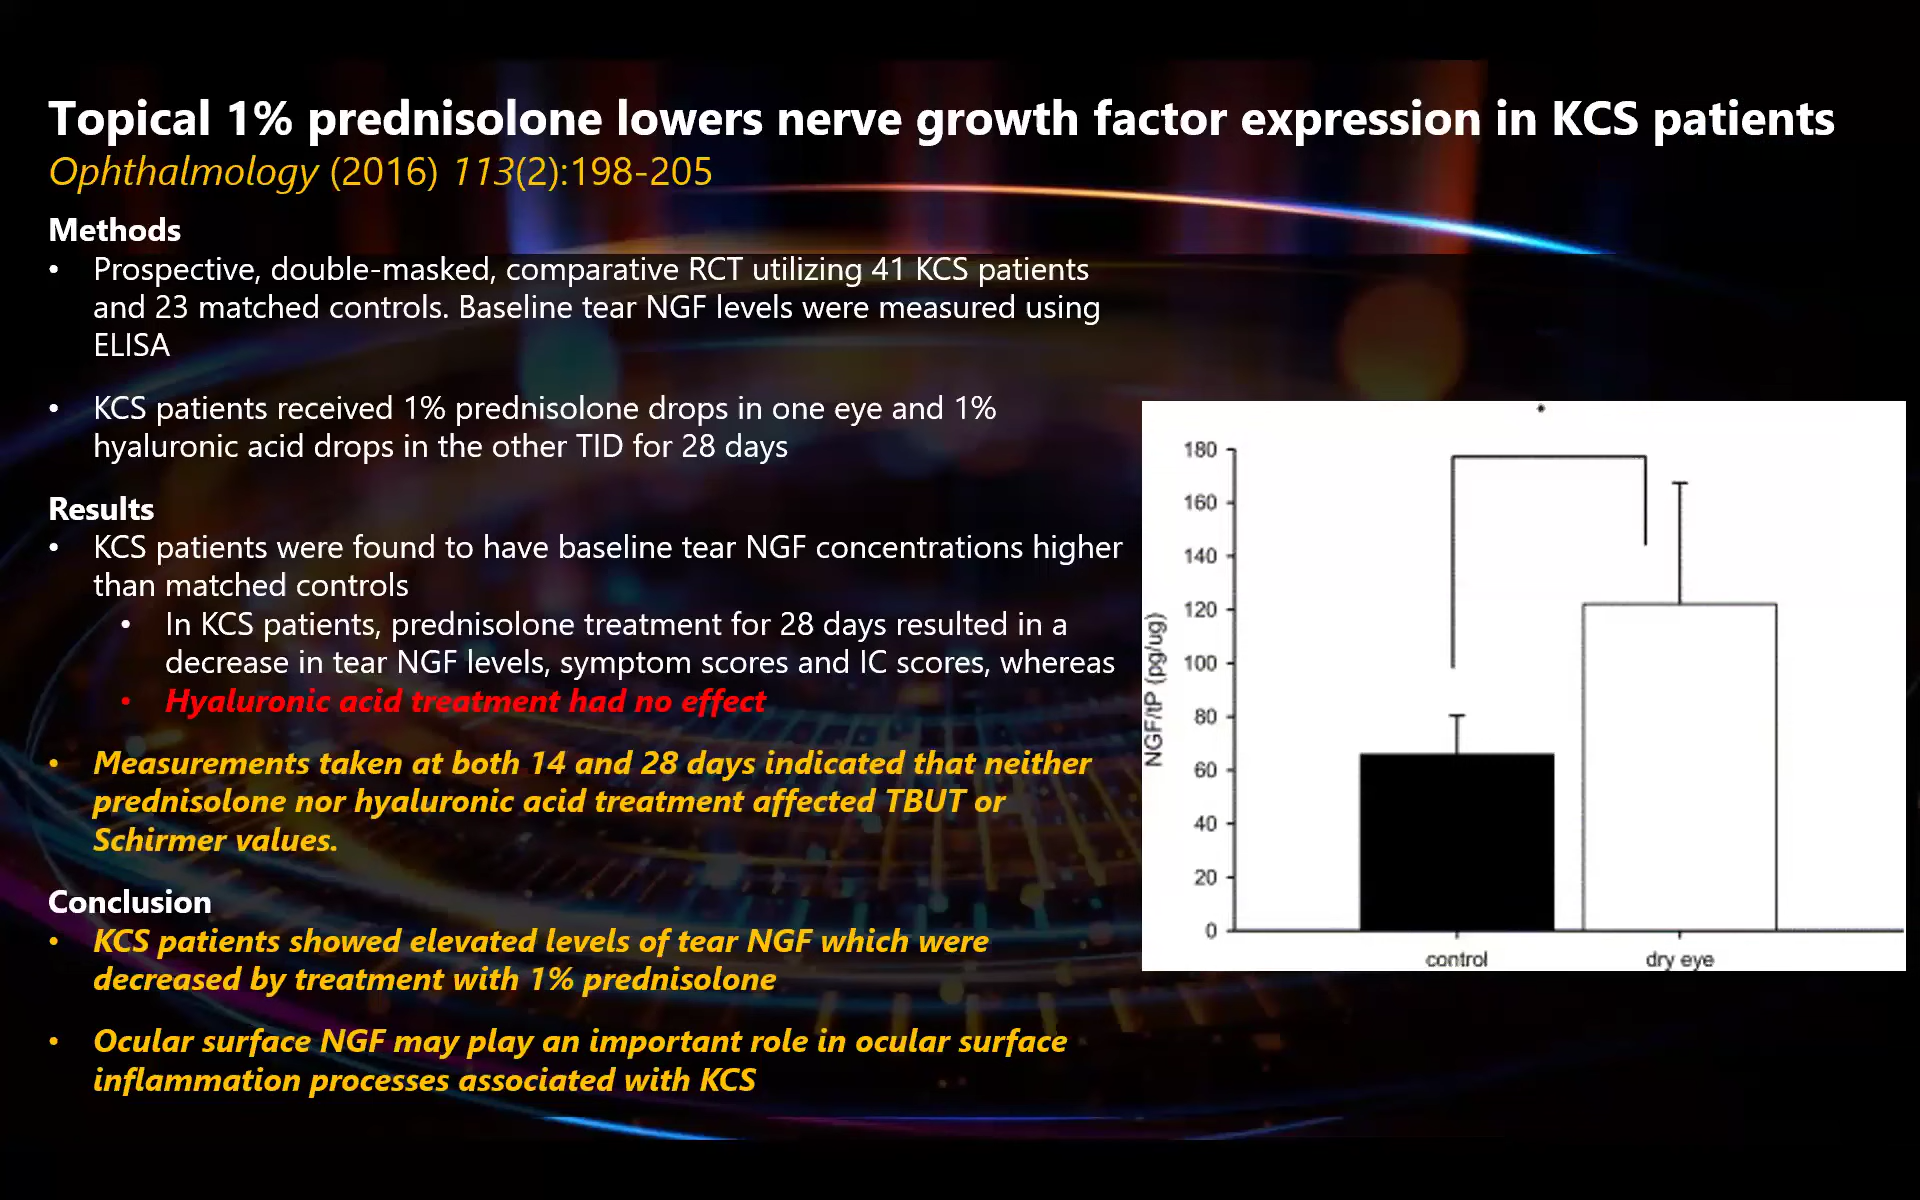 Topical 1% prednisolone lowers nerve growth factor expression in KCS patients
Ophthalmology (2016) 113(2):198-205
Methods
• Prospective, double-masked, comparative RCT utilizing 41 KCS patients
and 23 matched controls. Baseline tear NGF levels were measured using
ELISA
• KCS patients received 1% prednisolone drops in one eye and 1%
hyaluronic acid drops in the other TID for 28 days
Results
• KCS patients were found to have baseline tear NGF concentrations higher
than matched controls
• In KCS patients, prednisolone treatment for 28 days resulted in a
decrease in tear NGF levels, symptom scores and IC scores, whereas
• Hyaluronic acid treatment had no effect
• Measurements taken at both 14 and 28 days indicated that neither
prednisolone nor hyaluronic acid treatment affected TBUT or
Schirmer values.
Conclusion
• KCS patients showed elevated levels of tear NGF which were
decreased by treatment with 1% prednisolone
• Ocular surface NGF may play an important role in ocular surface
inflammation processes associated with KCS
NGF/tP (pg/ug)
180
160
140
120
100
80
60
40
20
0
control
dry eye